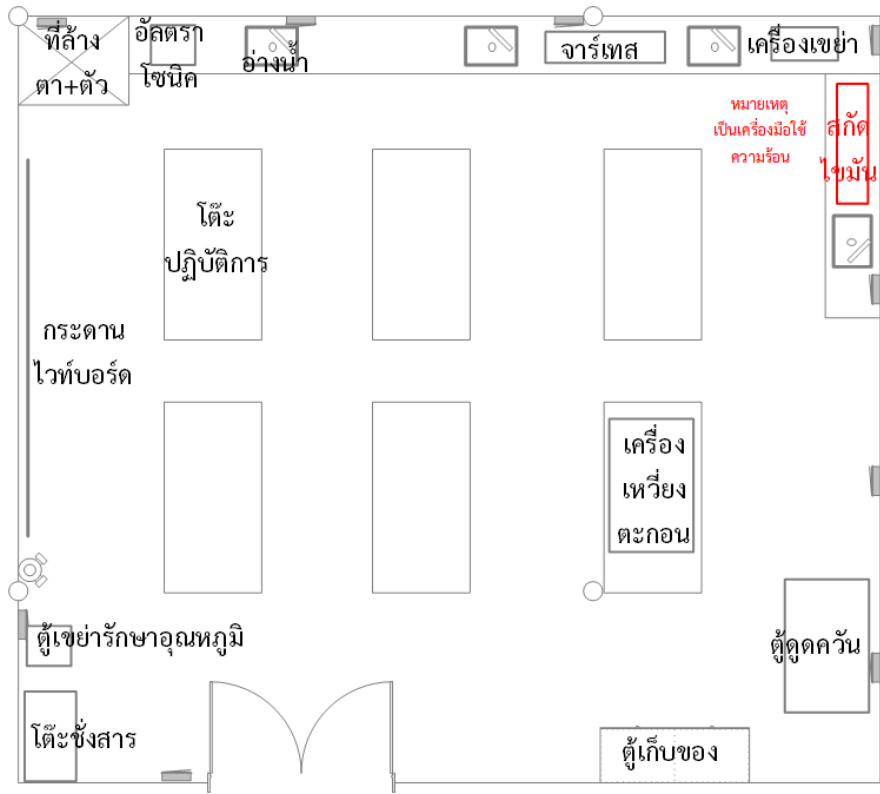 ที่ล้าง
ตา+ตัว
อัลตรา
โซนิค
อ่างน้ำ
จาร์เทส
เครื่องเขย่า
หมายเหตุ
เป็นเครื่องมือใช้
ความร้อน
สกัด
ไขมัน
โต๊ะ
ปฏิบัติการ
กระดาน
ไวท์บอร์ด
เครื่อง
เหวี่ยง
ตะกอน
ตู้เขย่ารักษาอุณหภูมิ
ตู้ดูดควัน
โต๊ะชั่งสาร
ตู้เก็บของ